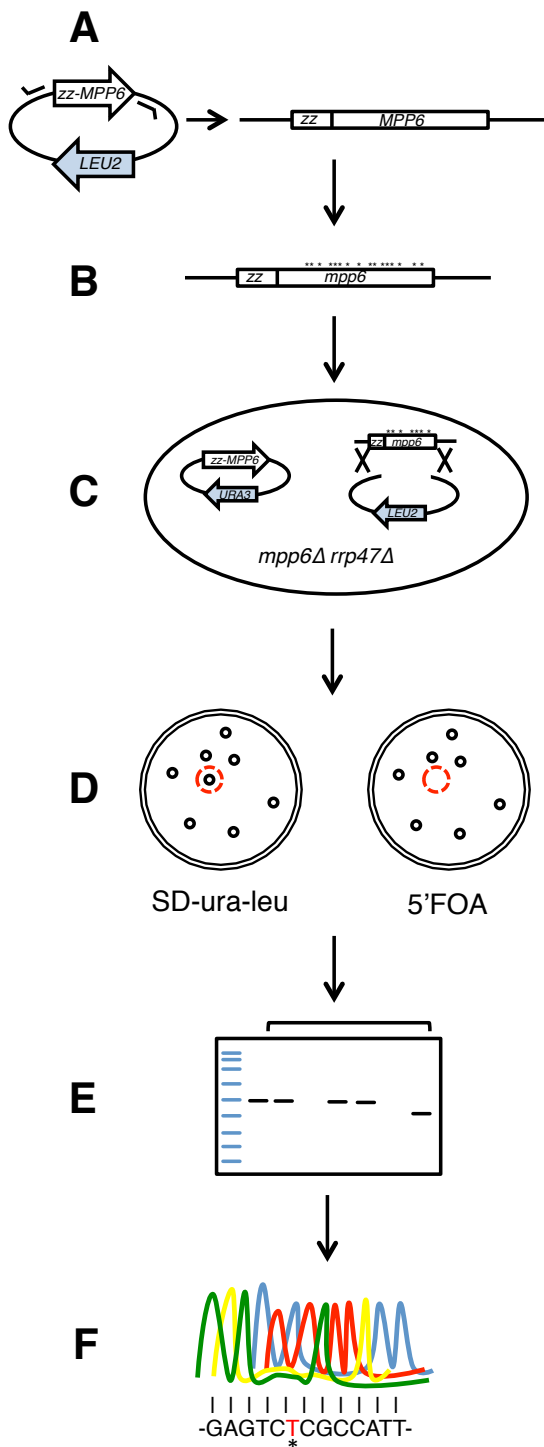 A
zz-MPP6
LEU2
zz MPP6
B
** * *** * * ** *** * * *
zz mpp6
C
zz-MPP6
URA3
** * *** *
zz mpp6
LEU2
mpp6Δ rrp47Δ
D
SD-ura-leu 5'FOA
E
F
-GAGTCTCGCCATT-
*